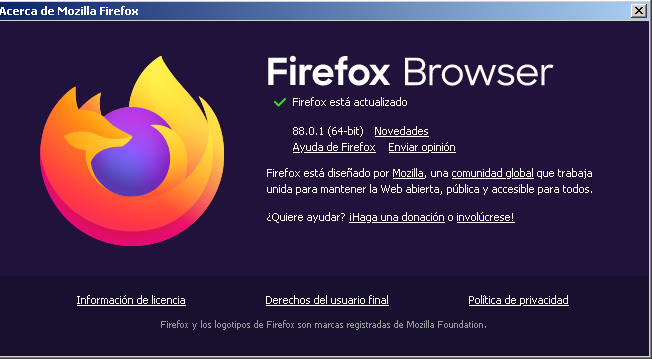 Acerca de Mozilla Firefox
Firefox Browser
Firefox está actualizado
88.0.1 (64-bit) Novedades
Ayuda de Firefox Enviar opinión
Firefox está diseñado por Mozilla, una comunidad global que trabaja
unida para mantener la Web abierta, pública y accesible para todos.
¿Quiere ayudar? ¡Haga una donación o involúcrese!
Información de licencia Derechos del usuario final Política de privacidad
Firefox y los logotipos de Firefox son marcas registradas de Mozilla Foundation.